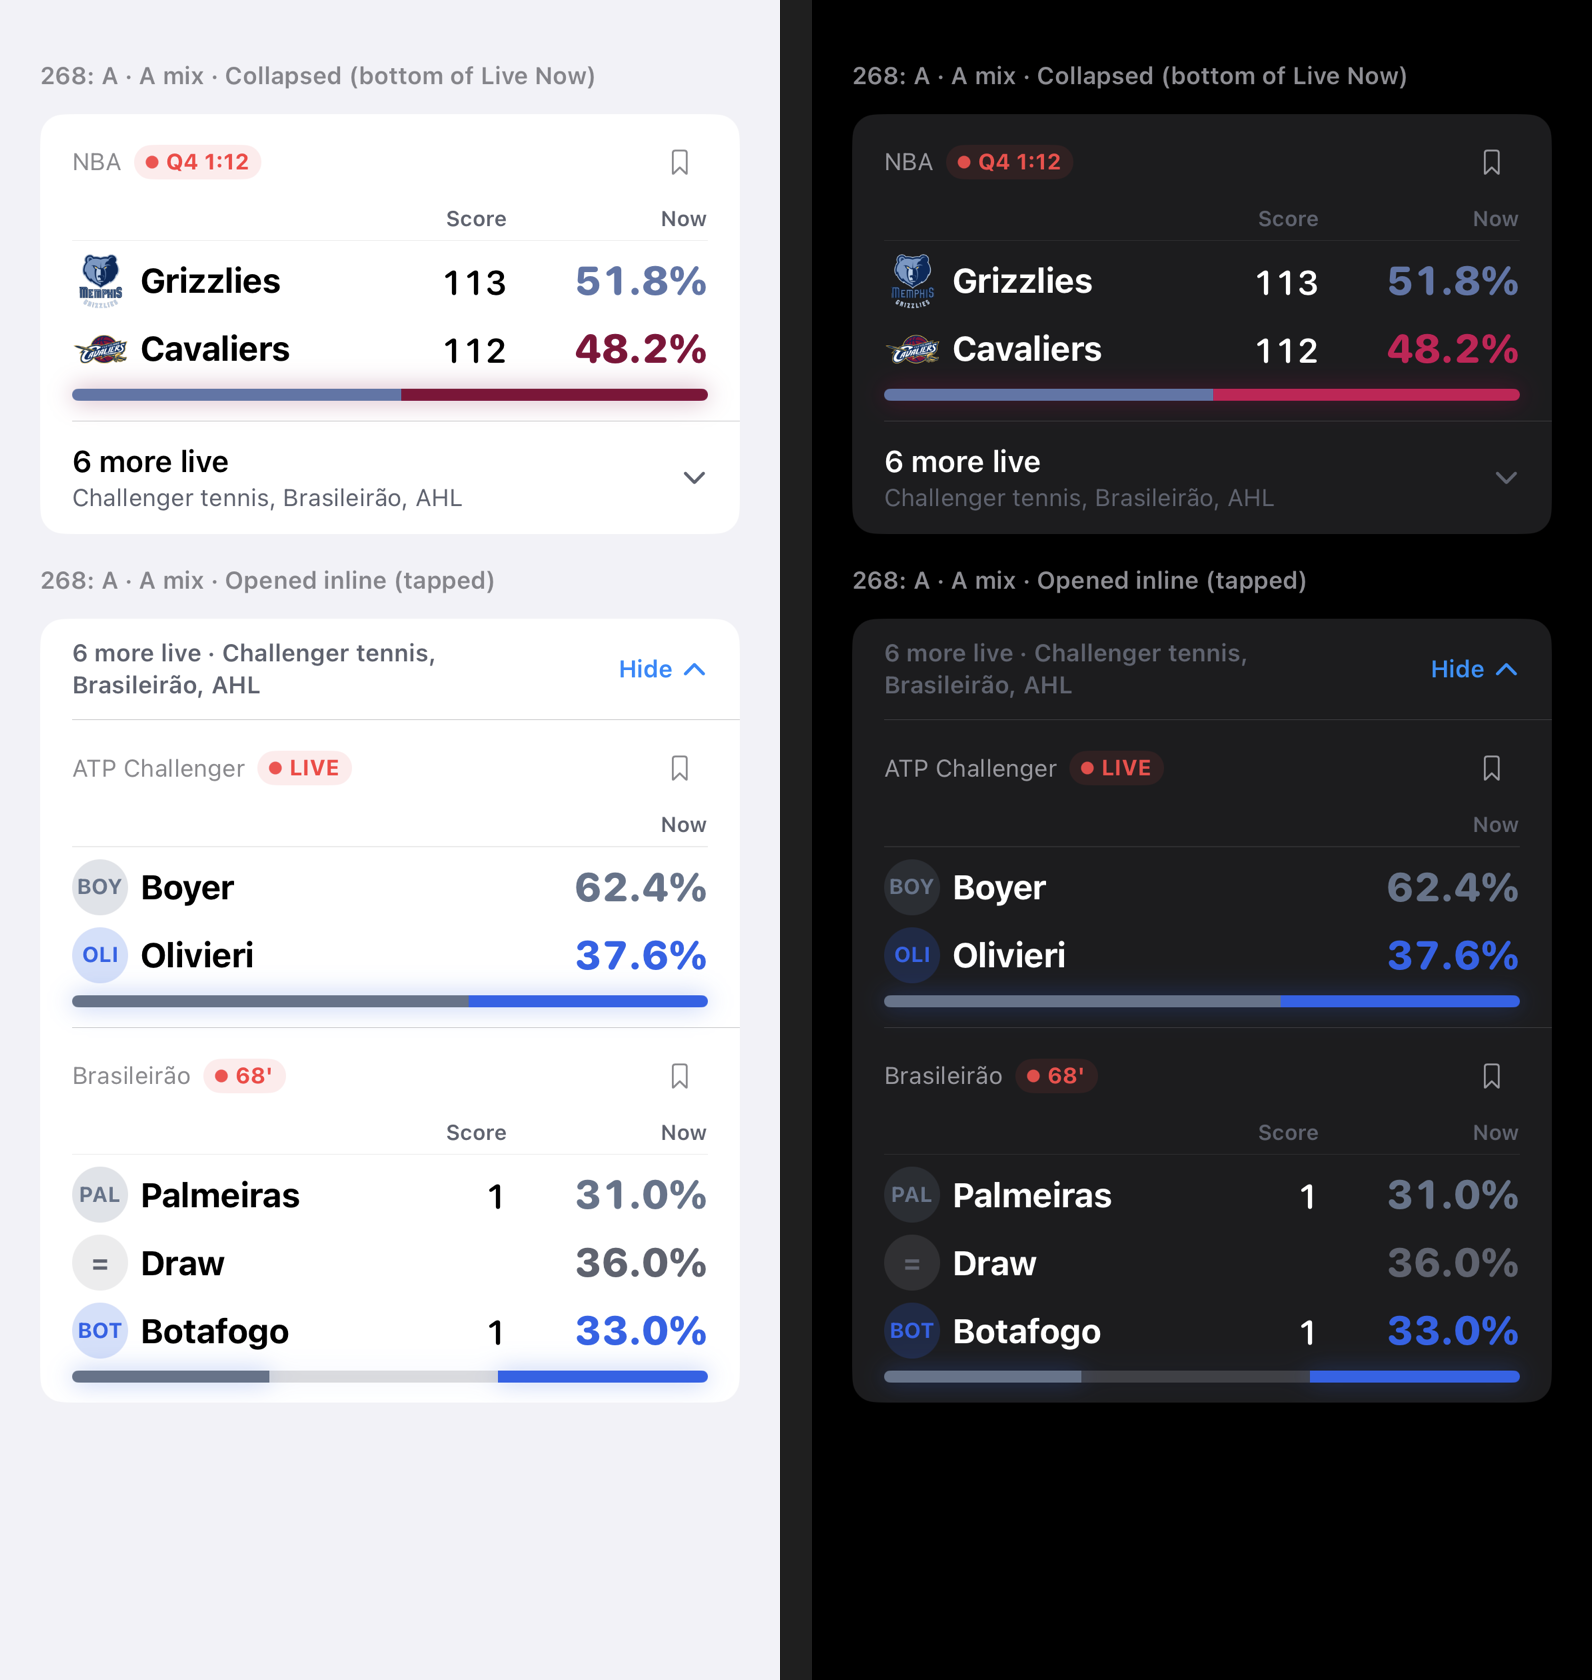 268: A · A mix · Collapsed (bottom of Live Now)
NBA Q4 1:12
Score Now
MEMPHIS
GRIZZLIES
Grizzlies 113 51.8%
CAVALIERS
Cavaliers 112 48.2%
6 more live
Challenger tennis, Brasileirão, AHL
268: A · A mix · Opened inline (tapped)
6 more live · Challenger tennis,
Brasileirão, AHL
Hide
ATP Challenger LIVE
Now
BOY Boyer 62.4%
OLI Olivieri 37.6%
Brasileirão 68'
Score Now
PAL Palmeiras 1 31.0%
= Draw 36.0%
BOT Botafogo 1 33.0%
268: A · A mix · Collapsed (bottom of Live Now)
NBA Q4 1:12
Score Now
MEMPHIS
GRIZZLIES
Grizzlies 113 51.8%
CAVALIERS
Cavaliers 112 48.2%
6 more live
Challenger tennis, Brasileirão, AHL
268: A · A mix · Opened inline (tapped)
6 more live · Challenger tennis,
Brasileirão, AHL
Hide
ATP Challenger LIVE
Now
BOY Boyer 62.4%
OLI Olivieri 37.6%
Brasileirão 68'
Score Now
PAL Palmeiras 1 31.0%
= Draw 36.0%
BOT Botafogo 1 33.0%